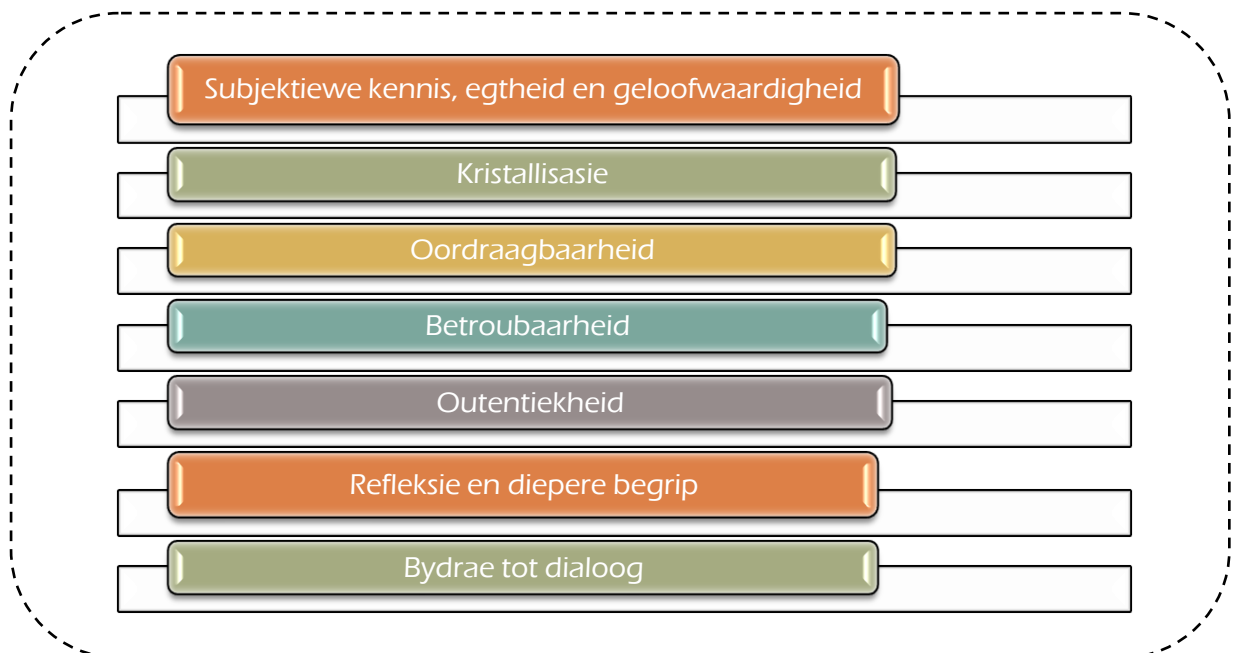 Subjektiewe kennis, egtheid en geloofwaardigheid
Kristallisasie
Oordraagbaarheid
Betroubaarheid
Outentiekheid
Refleksie en diepere begrip
Bydrae tot dialoog